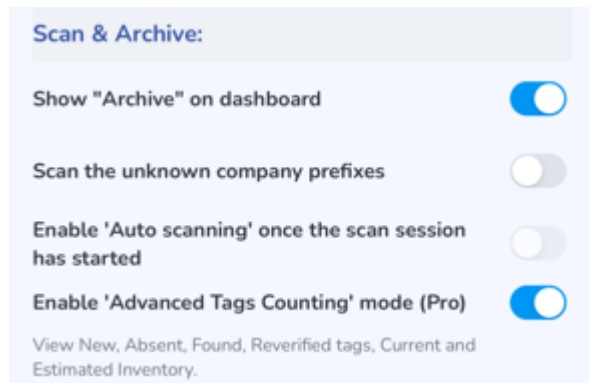 Scan & Archive:
Show "Archive" on dashboard
Scan the unknown company prefixes
Enable 'Auto scanning' once the scan session
has started
Enable 'Advanced Tags Counting' mode (Pro)
View New, Absent, Found, Reverified tags, Current and
Estimated Inventory.